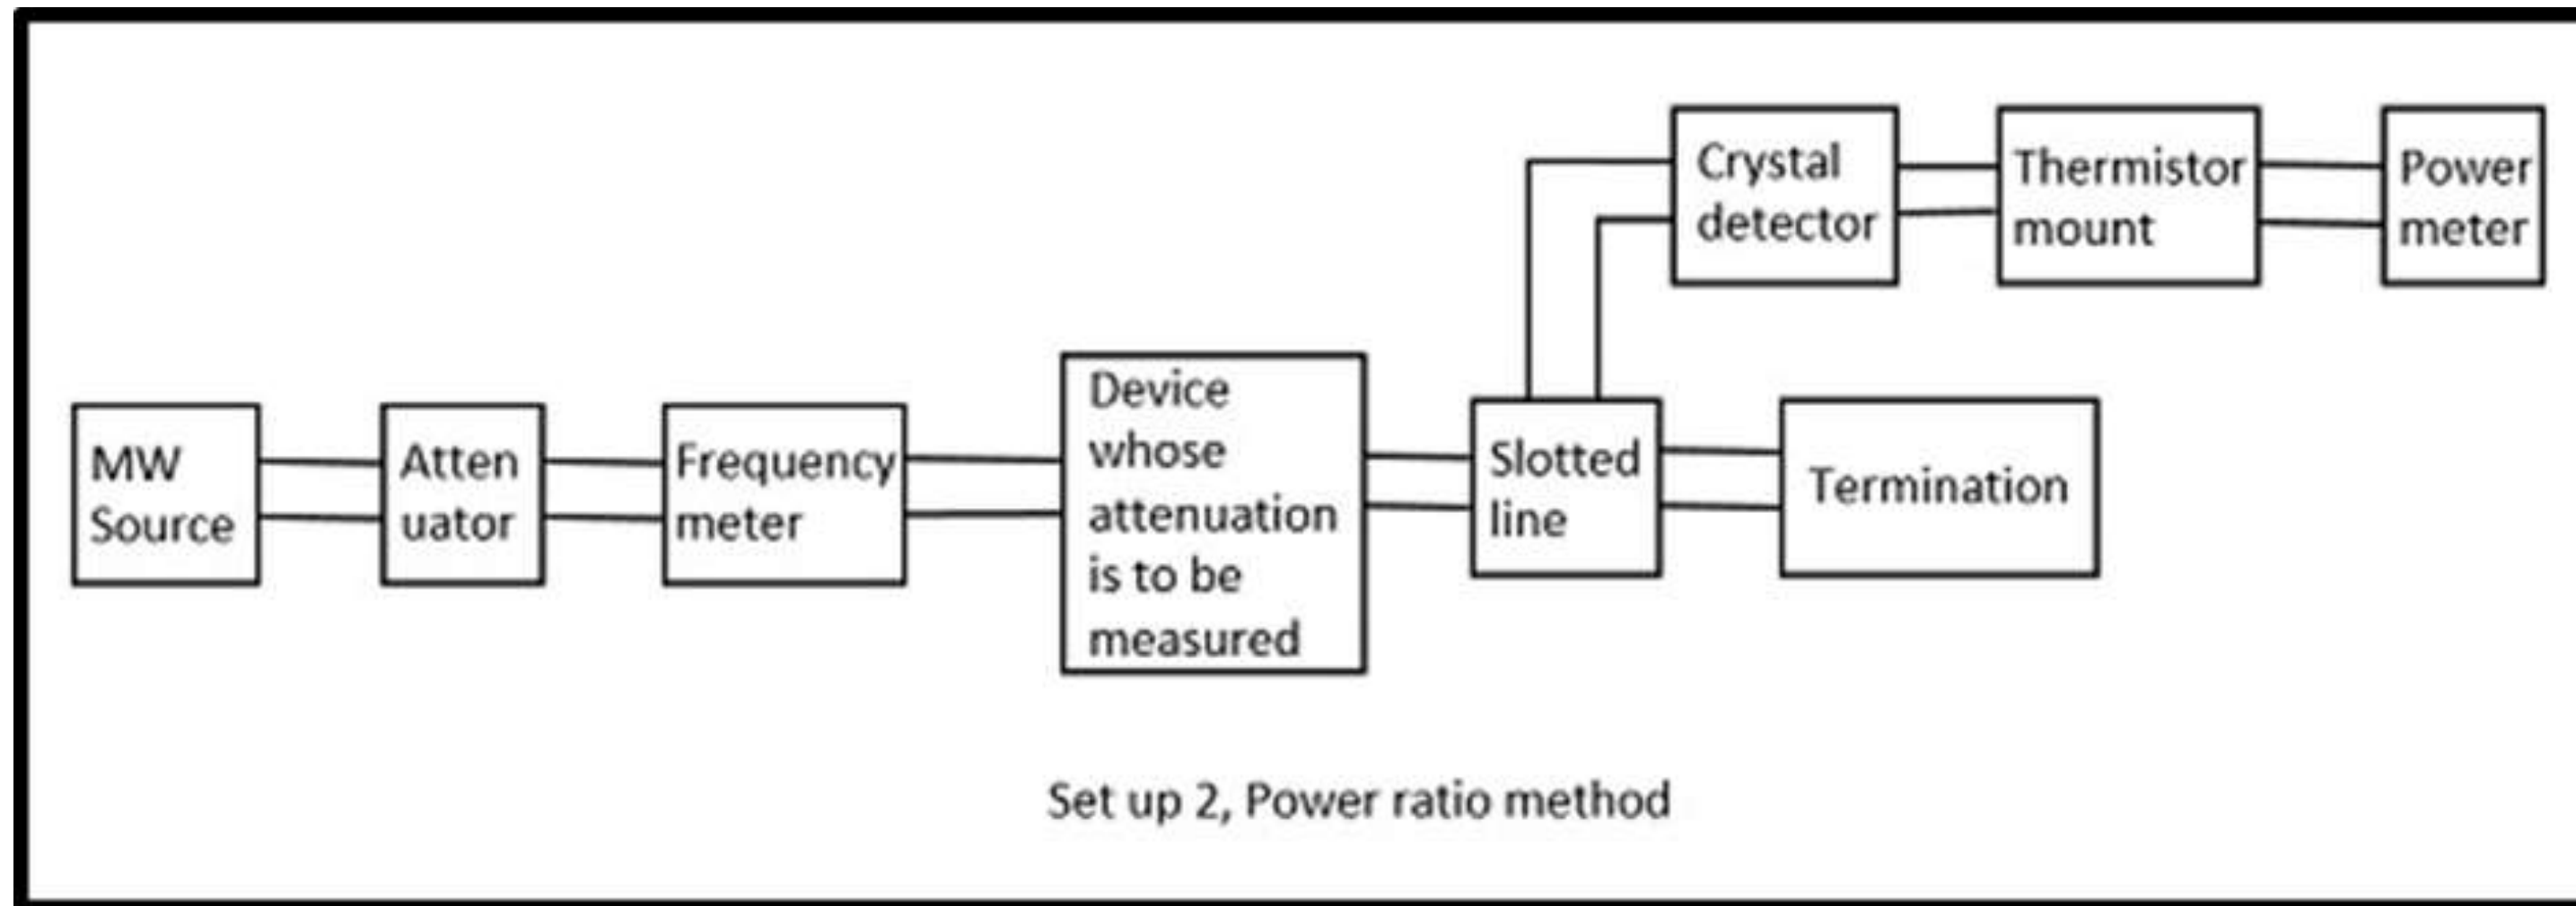 MW
Source
Atten
uator
Frequency
meter
Device
whose
attenuation
is to be
measured
Slotted
line
Termination
Crystal
detector
Thermistor
mount
Power
meter
Set up 2, Power ratio method